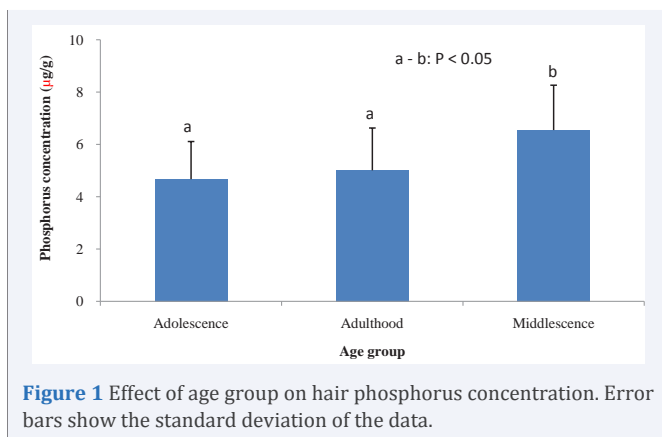 10
a - b: P < 0.05
b
8
a
a
6
Phosphorus concentration (µg/g)
4
2
0
Adolescence Adulthood Middlescence
Age group
Figure 1 Effect of age group on hair phosphorus concentration. Error
bars show the standard deviation of the data.